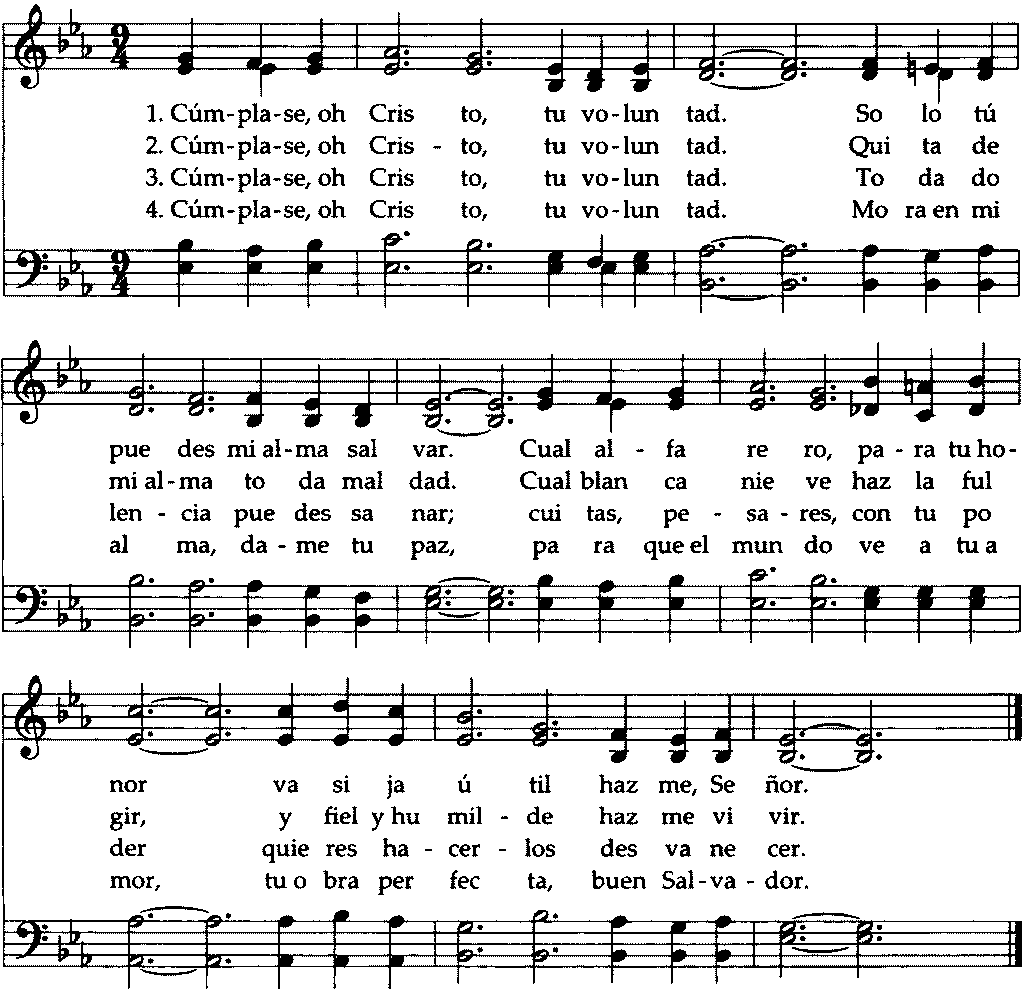 9 4
1. Cúm-pla-se, oh Cris to, tu vo-lun tad. So lo tú
2. Cúm-pla-se, oh Cris - to, tu vo-lun tad. Qui ta de
3. Cúm-pla-se, oh Cris to, tu vo-lun tad. To da do
4. Cúm-pla-se, oh Cris to, tu vo-lun tad. Mo ra en mi
9 4
pue des mi al-ma sal var. Cual al - fa re ro, pa - ra tu ho-
mi al-ma to da mal dad. Cual blan ca nie ve haz la ful
len - cia pue des sa nar; cui tas, pe - sa - res, con tu po
al ma, da - me tu paz, pa ra que el mun do ve a tu a
nor va si ja ú til haz me, Se ñor.
gir, y fiel y hu mil - de haz me vi vir.
der quie res ha - cer - los des va ne cer.
mor, tu o bra per fec ta, buen Sal-va - dor.